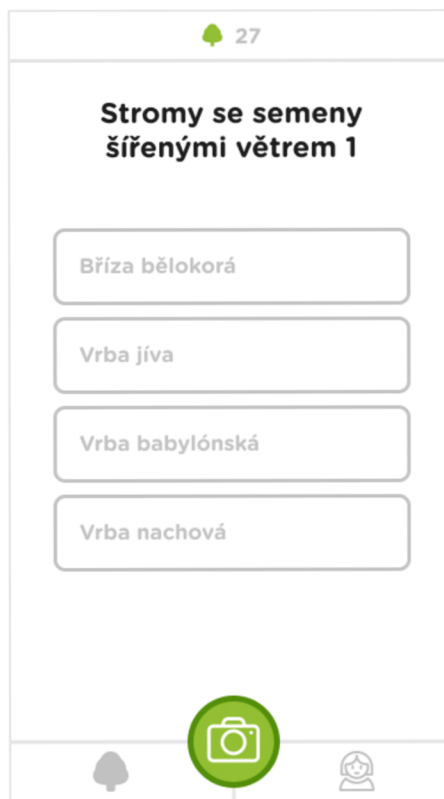 27
Stromy se semeny
šířenými větrem 1
Bříza bělokorá
Vrba jíva
Vrba babylónská
Vrba nachová